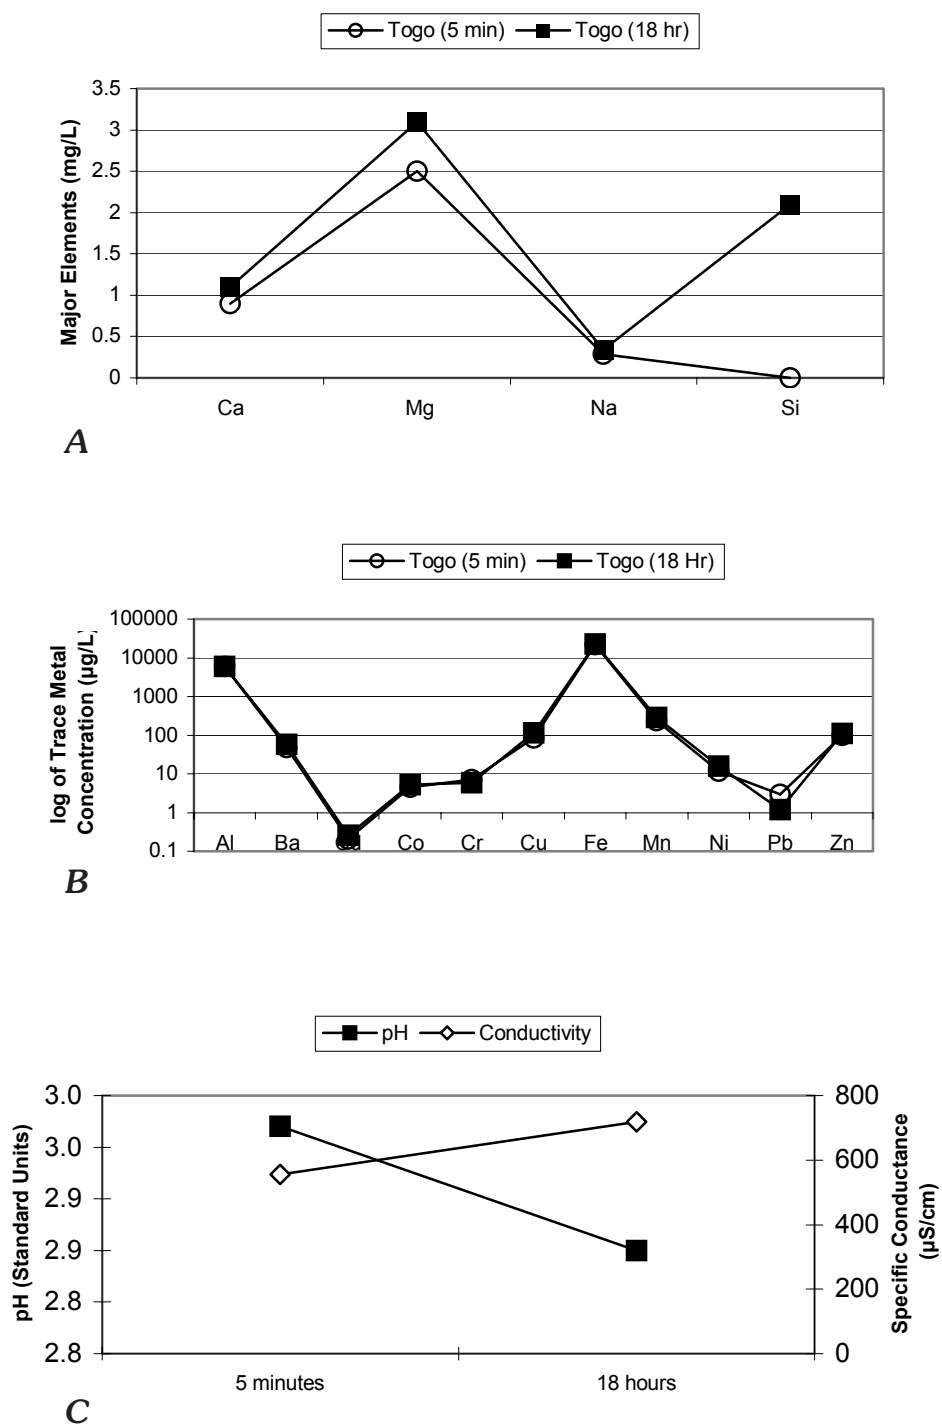 Togo (5 min) Togo (18 hr)
Major Elements (mg/L)
3.5
3
2.5
2
1.5
1
0.5
0
Ca Mg Na Si
A
Togo (5 min) Togo (18 Hr)
log of Trace Metal
Concentration (µg/L)
100000
10000
1000
100
10
1
0.1
Al Ba Co Cr Cu Fe Mn Ni Pb Zn
B
pH Conductivity
pH (Standard Units)
3.0
3.0
2.9
2.9
2.8
2.8
800
600
400
200
0
Specific Conductance
(µS/cm)
5 minutes 18 hours
C